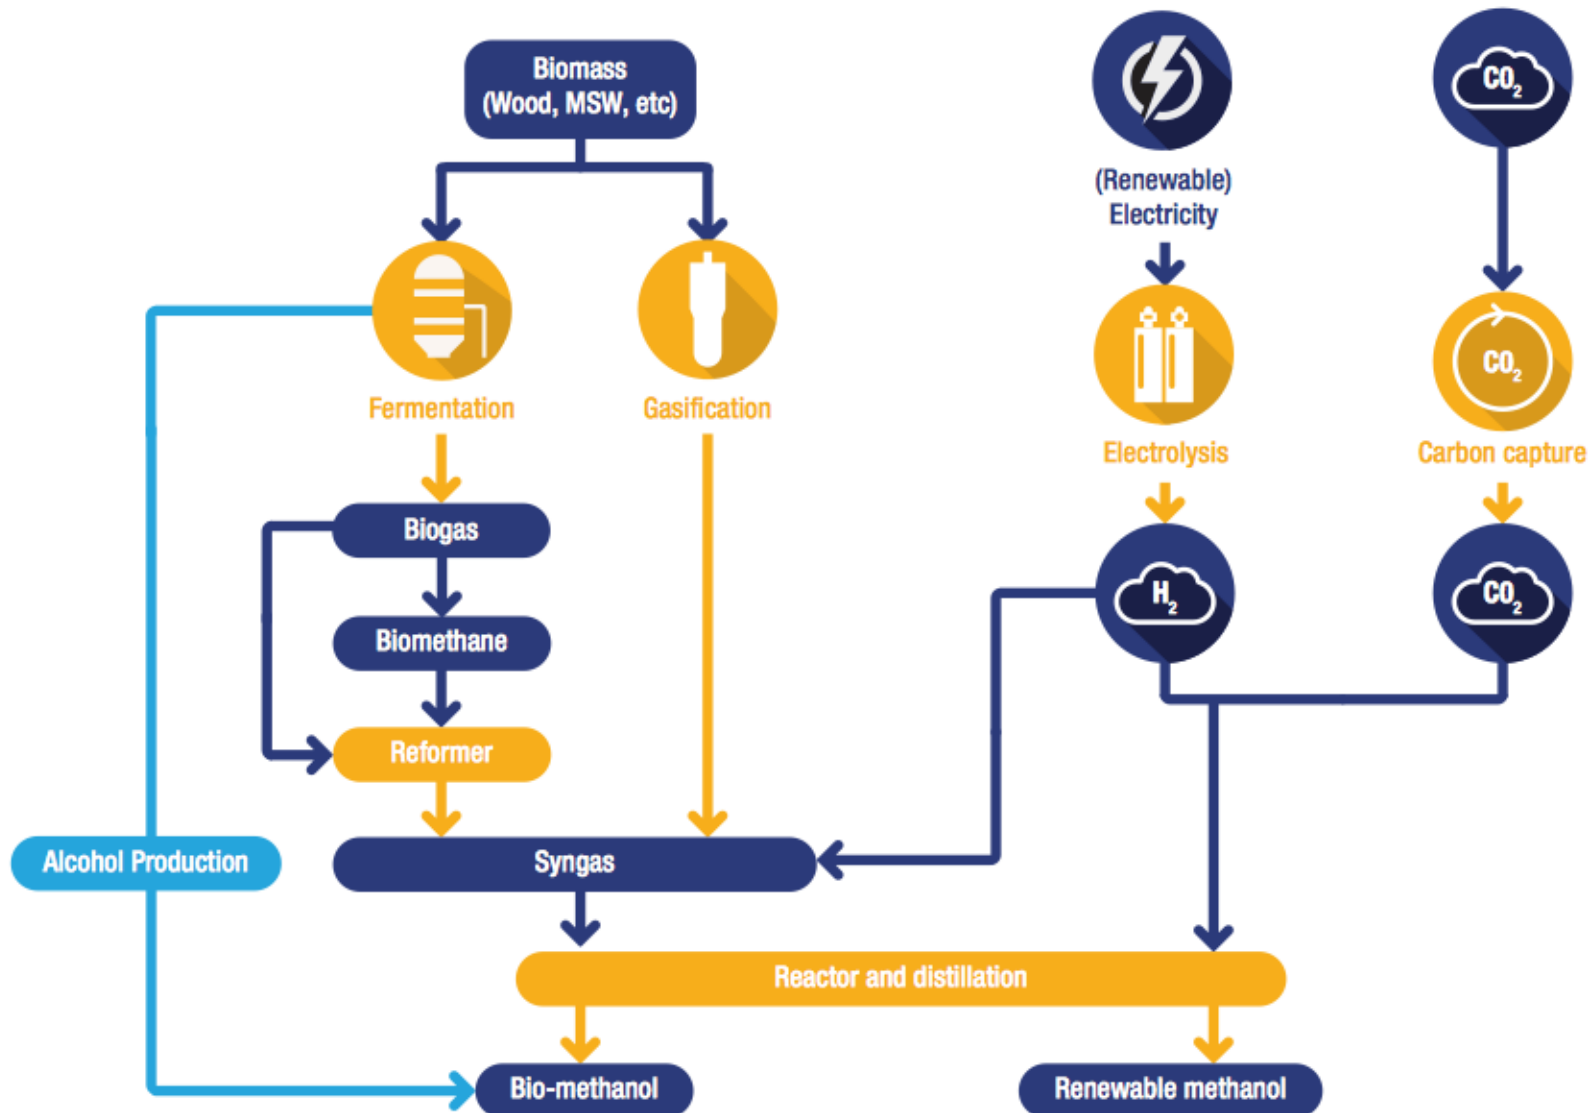 Biomass
(Wood, MSW, etc)
CO₂
(Renewable)
Electricity
CO₂
Fermentation
Gasification
Electrolysis
Carbon capture
Biogas
H₂
CO₂
Biomethane
Reformer
Alcohol Production
Syngas
Reactor and distillation
Bio-methanol
Renewable methanol